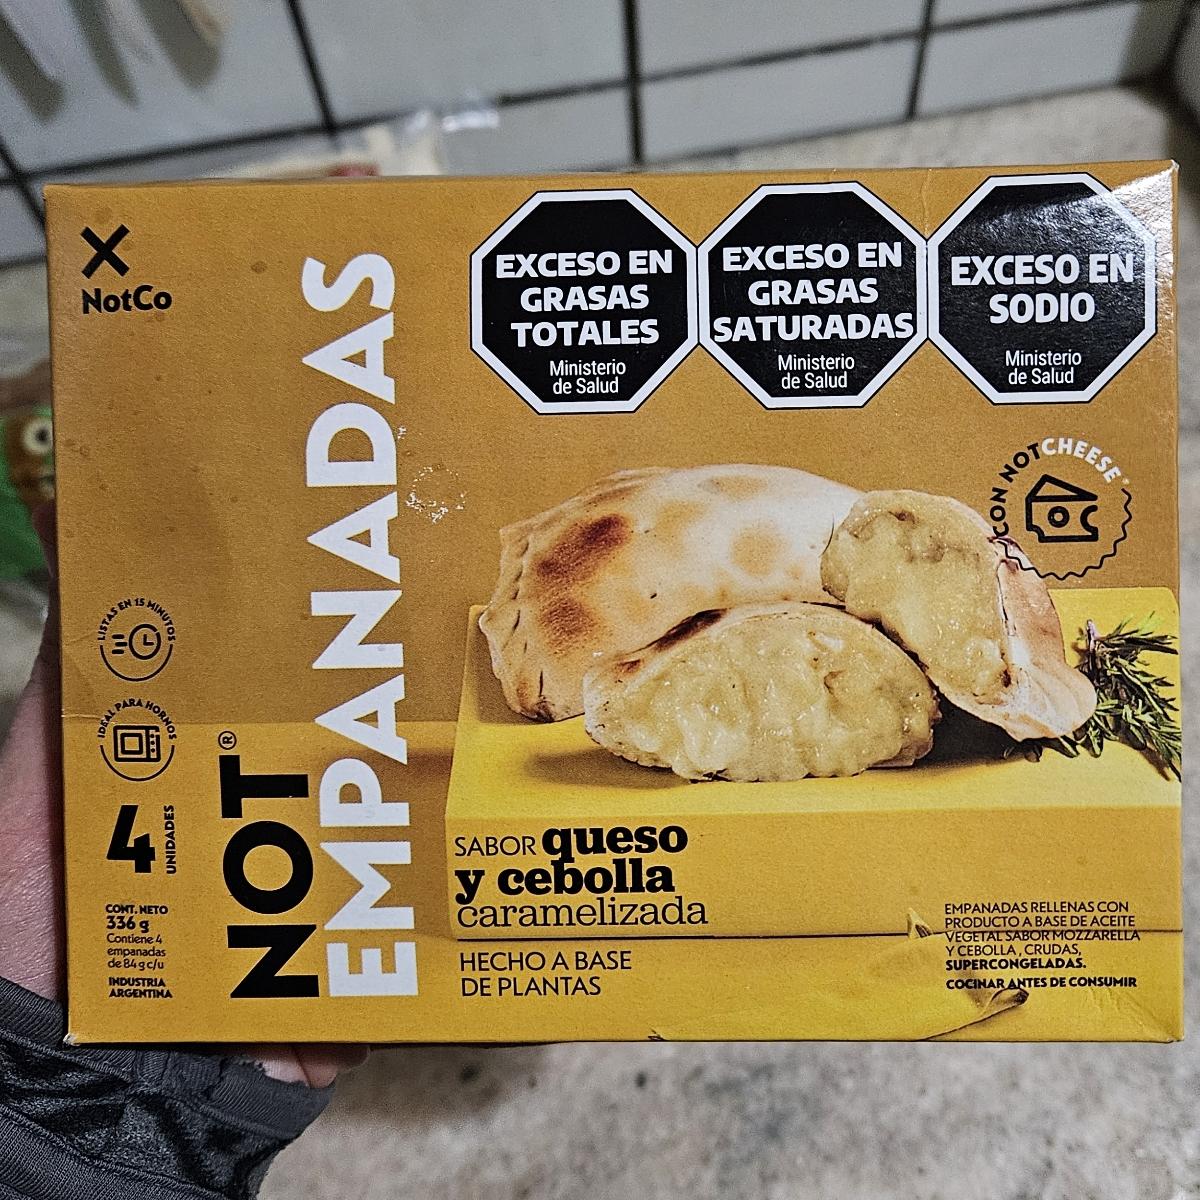 NotCo
EXCESO EN
GRASAS
TOTALES
Ministerio
de Salud
EXCESO EN
GRASAS
SATURADAS
Ministerio
de Salud
EXCESO EN
SODIO
Ministerio
de Salud
CON NOTCHEESE®
NOT®
EMPANADAS
LISTAS EN 15 MINUTOS
IDEAL PARA HORNOS
4
UNIDADES
CONT. NETO
336 g
Contiene 4
empanadas
de 84 g c/u
INDUSTRIA
ARGENTINA
SABOR queso
y cebolla
caramelizada
HECHO A BASE
DE PLANTAS
EMPANADAS RELLENAS CON
PRODUCTO A BASE DE ACEITE
VEGETAL SABOR MOZZARELLA
Y CEBOLLA, CRUDAS,
SUPERCONGELADAS.
COCINAR ANTES DE CONSUMIR